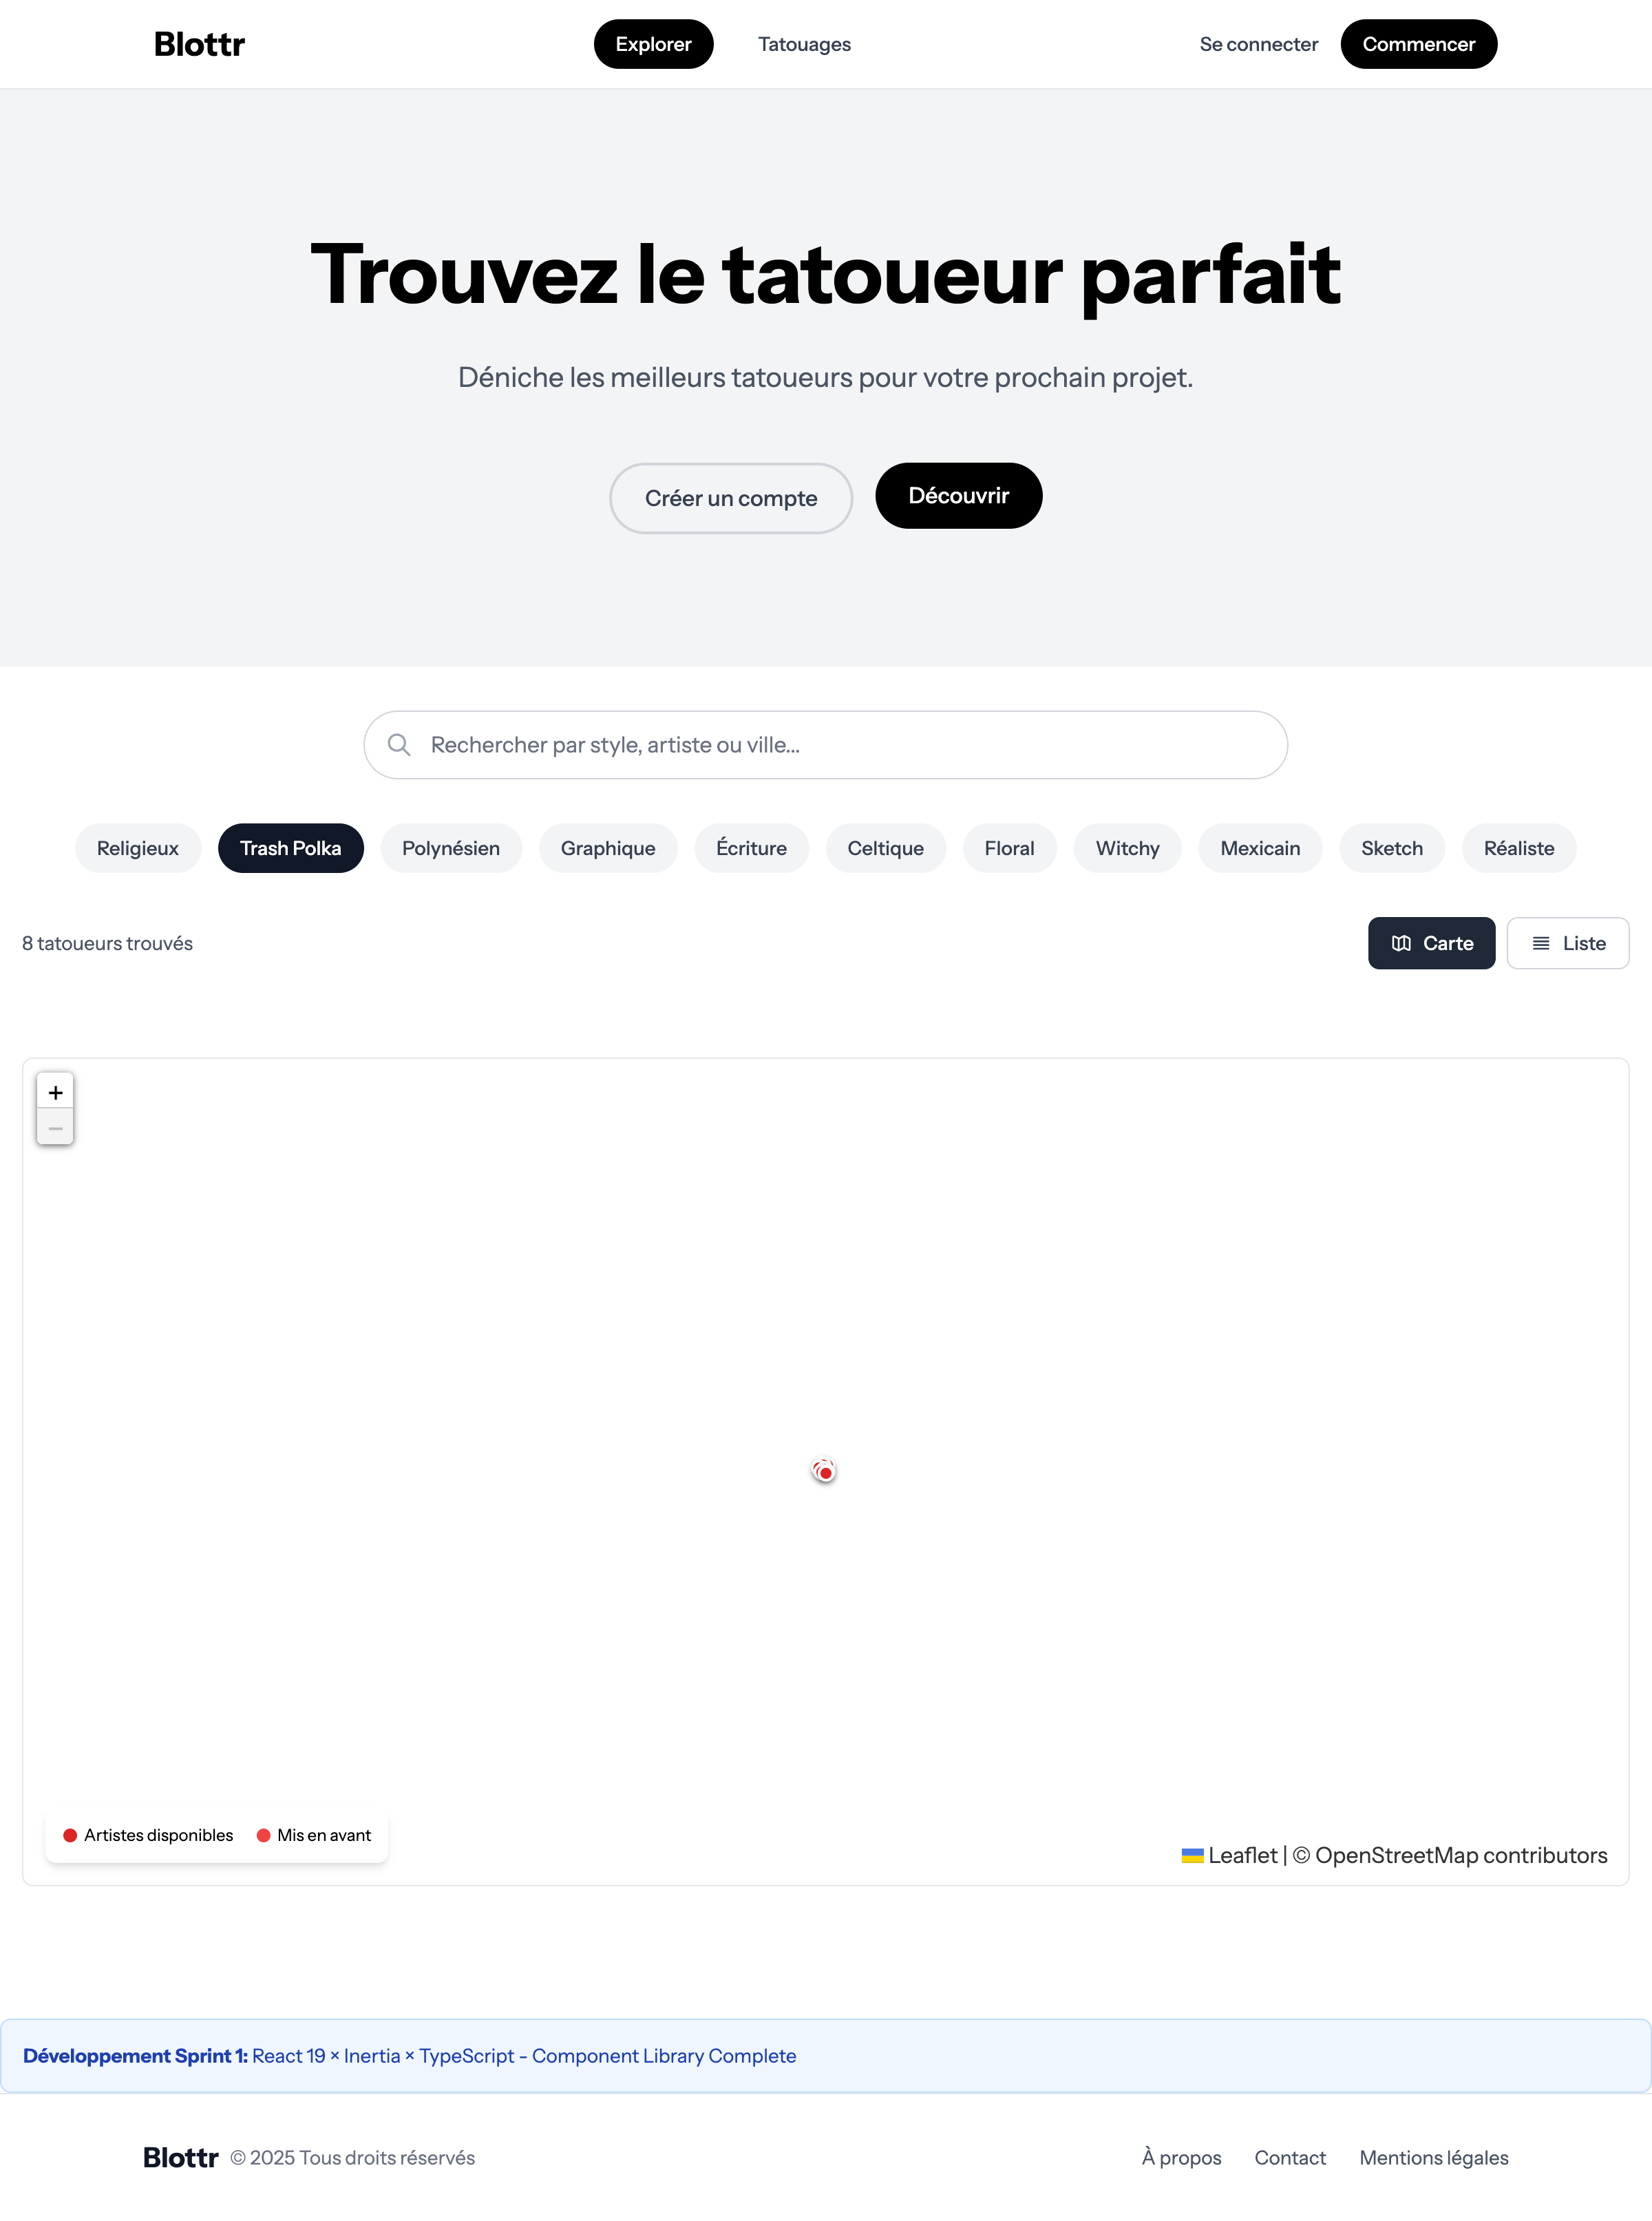 Blottr
Explorer
Tatouages
Se connecter
Commencer
Trouvez le tatoueur parfait
Déniche les meilleurs tatoueurs pour votre prochain projet.
Créer un compte
Découvrir
Rechercher par style, artiste ou ville...
Religieux
Trash Polka
Polynésien
Graphique
Écriture
Celtique
Floral
Witchy
Mexicain
Sketch
Réaliste
8 tatoueurs trouvés
Carte
Liste
+
−
Artistes disponibles
Mis en avant
Leaflet | © OpenStreetMap contributors
Développement Sprint 1: React 19 × Inertia × TypeScript - Component Library Complete
Blottr © 2025 Tous droits réservés
À propos
Contact
Mentions légales